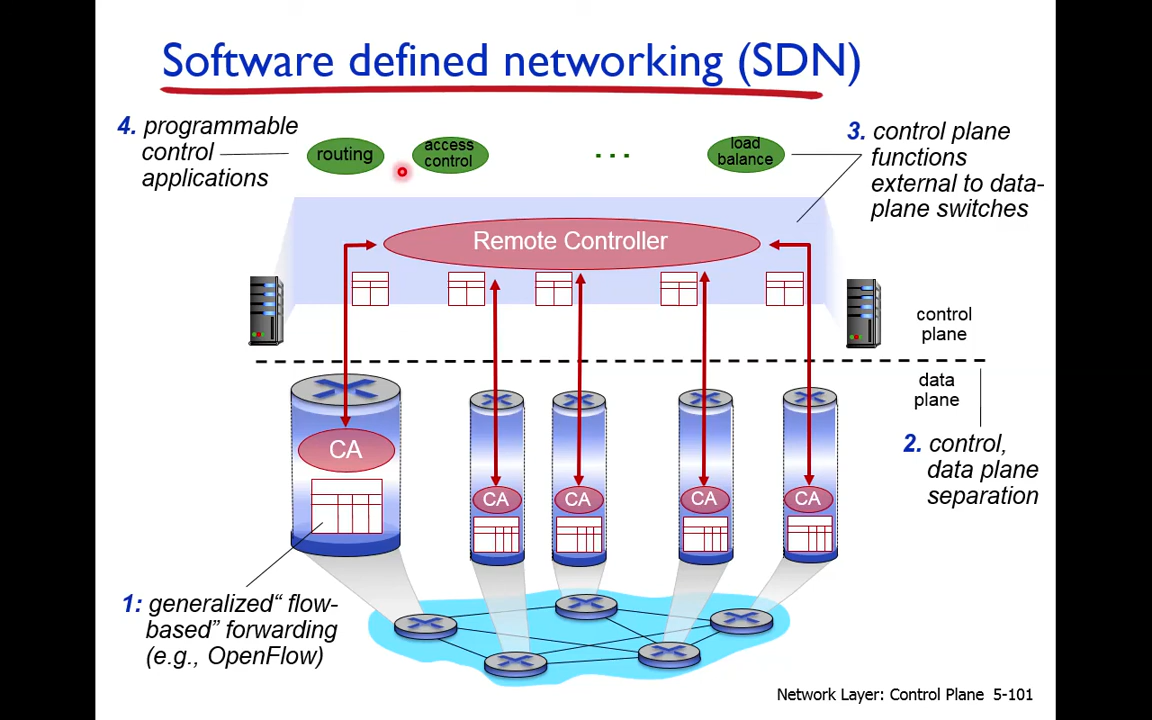 Software defined networking (SDN)
4. programmable
control
applications
routing
access
control
. . .
load
balance
3. control plane
functions
external to data-
plane switches
Remote Controller
control
plane
data
plane
CA
CA
CA
CA
CA
2. control,
data plane
separation
1: generalized“ flow-
based” forwarding
(e.g., OpenFlow)
Network Layer: Control Plane 5-101